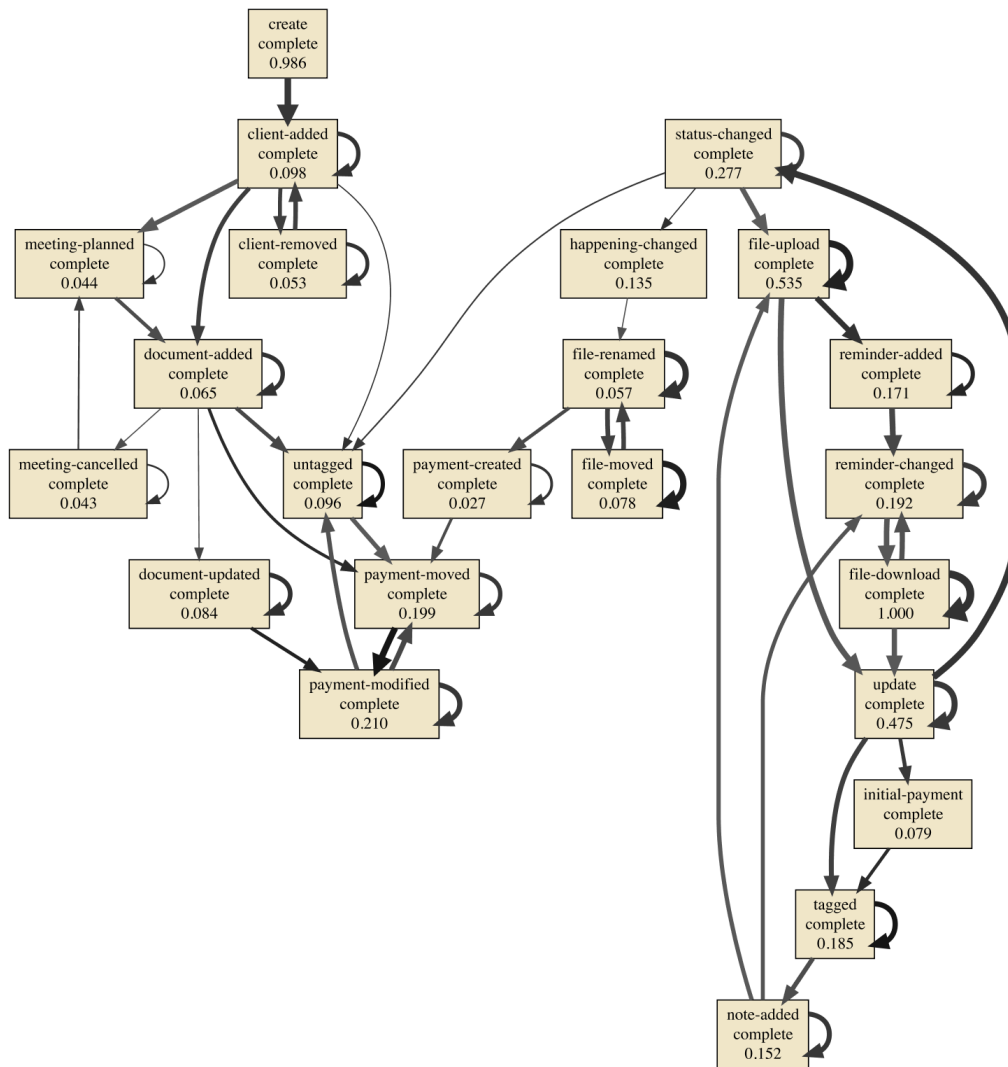 create
complete
0.986
client-added
complete
0.098
status-changed
complete
0.277
meeting-planned
complete
0.044
client-removed
complete
0.053
happening-changed
complete
0.135
file-upload
complete
0.535
document-added
complete
0.065
file-renamed
complete
0.057
reminder-added
complete
0.171
meeting-cancelled
complete
0.043
untagged
complete
0.096
payment-created
complete
0.027
file-moved
complete
0.078
reminder-changed
complete
0.192
document-updated
complete
0.084
payment-moved
complete
0.199
file-download
complete
1.000
payment-modified
complete
0.210
update
complete
0.475
initial-payment
complete
0.079
tagged
complete
0.185
note-added
complete
0.152